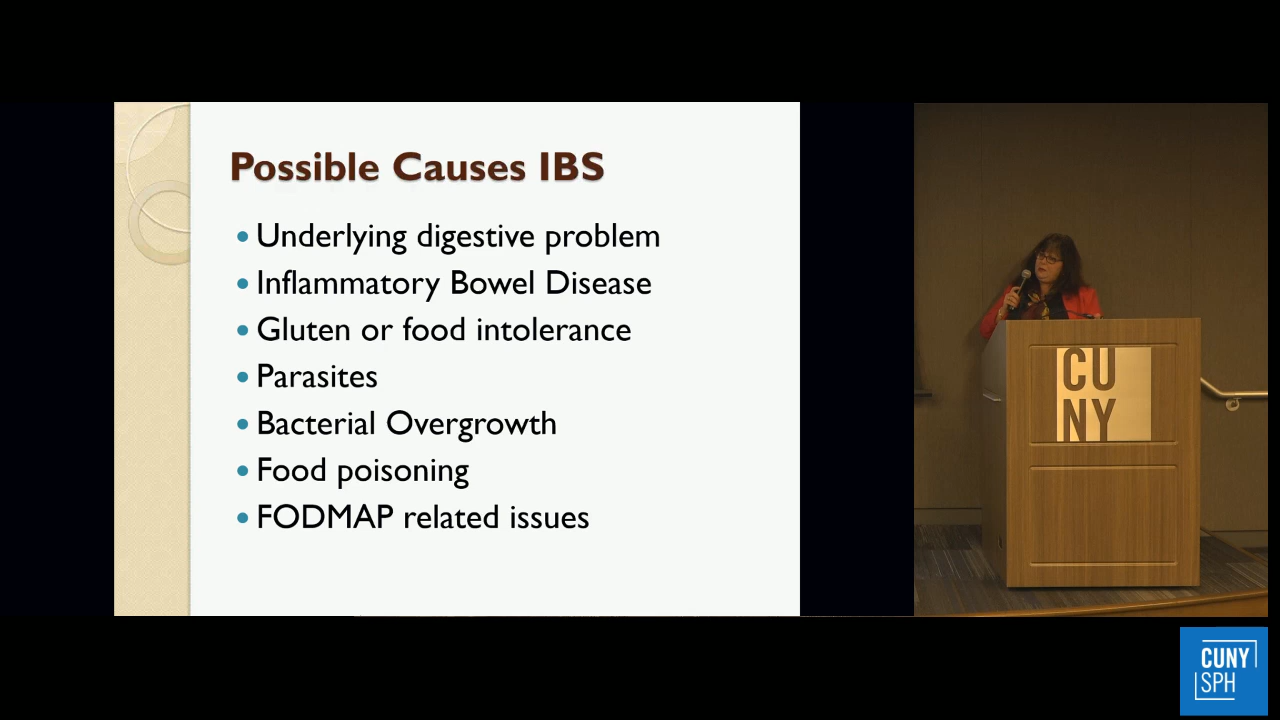 Possible Causes IBS
Underlying digestive problem
Inflammatory Bowel Disease
Gluten or food intolerance
Parasites
Bacterial Overgrowth
Food poisoning
FODMAP related issues
CU
NY
CUNY
SPH